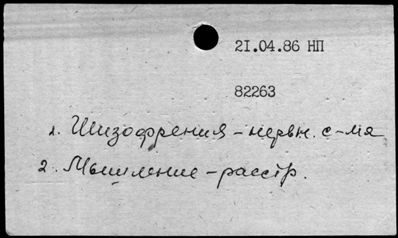 21.04.86 НП
82263
1. Шизофрения - нервн. с-ма
2. Мышление - расстр.